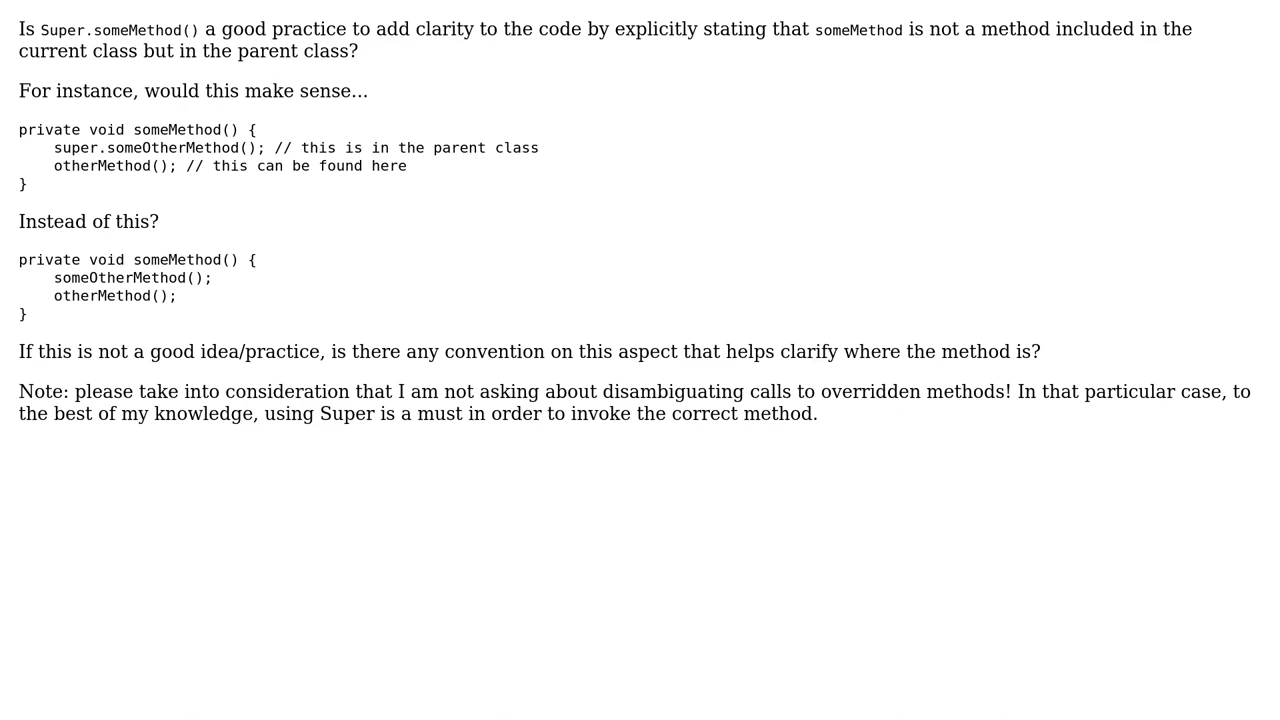 Is Super.someMethod() a good practice to add clarity to the code by explicitly stating that someMethod is not a method included in the
current class but in the parent class?
For instance, would this make sense...
private void someMethod() {
    super.someOtherMethod(); // this is in the parent class
    otherMethod(); // this can be found here
}
Instead of this?
private void someMethod() {
    someOtherMethod();
    otherMethod();
}
If this is not a good idea/practice, is there any convention on this aspect that helps clarify where the method is?
Note: please take into consideration that I am not asking about disambiguating calls to overridden methods! In that particular case, to
the best of my knowledge, using Super is a must in order to invoke the correct method.